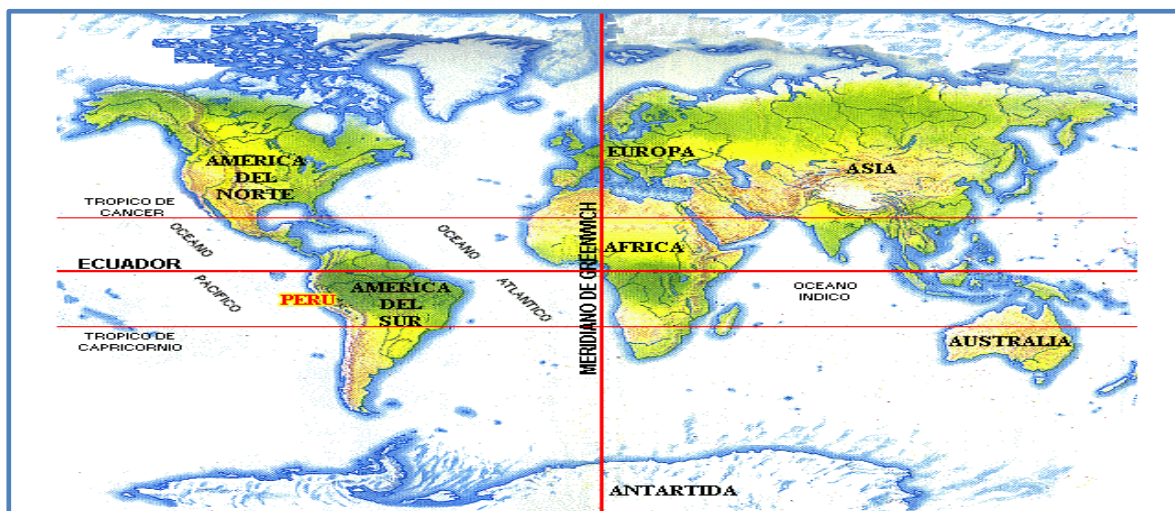 AMERICA
DEL
NORTE
EUROPA
ASIA
TROPICO DE
CANCER
OCEANO
PACIFICO
OCEANO
ATLANTICO
MERIDIANO DE GREENWICH
AFRICA
ECUADOR
PERU
AMERICA
DEL
SUR
OCEANO
INDICO
TROPICO DE
CAPRICORNIO
AUSTRALIA
ANTARTIDA